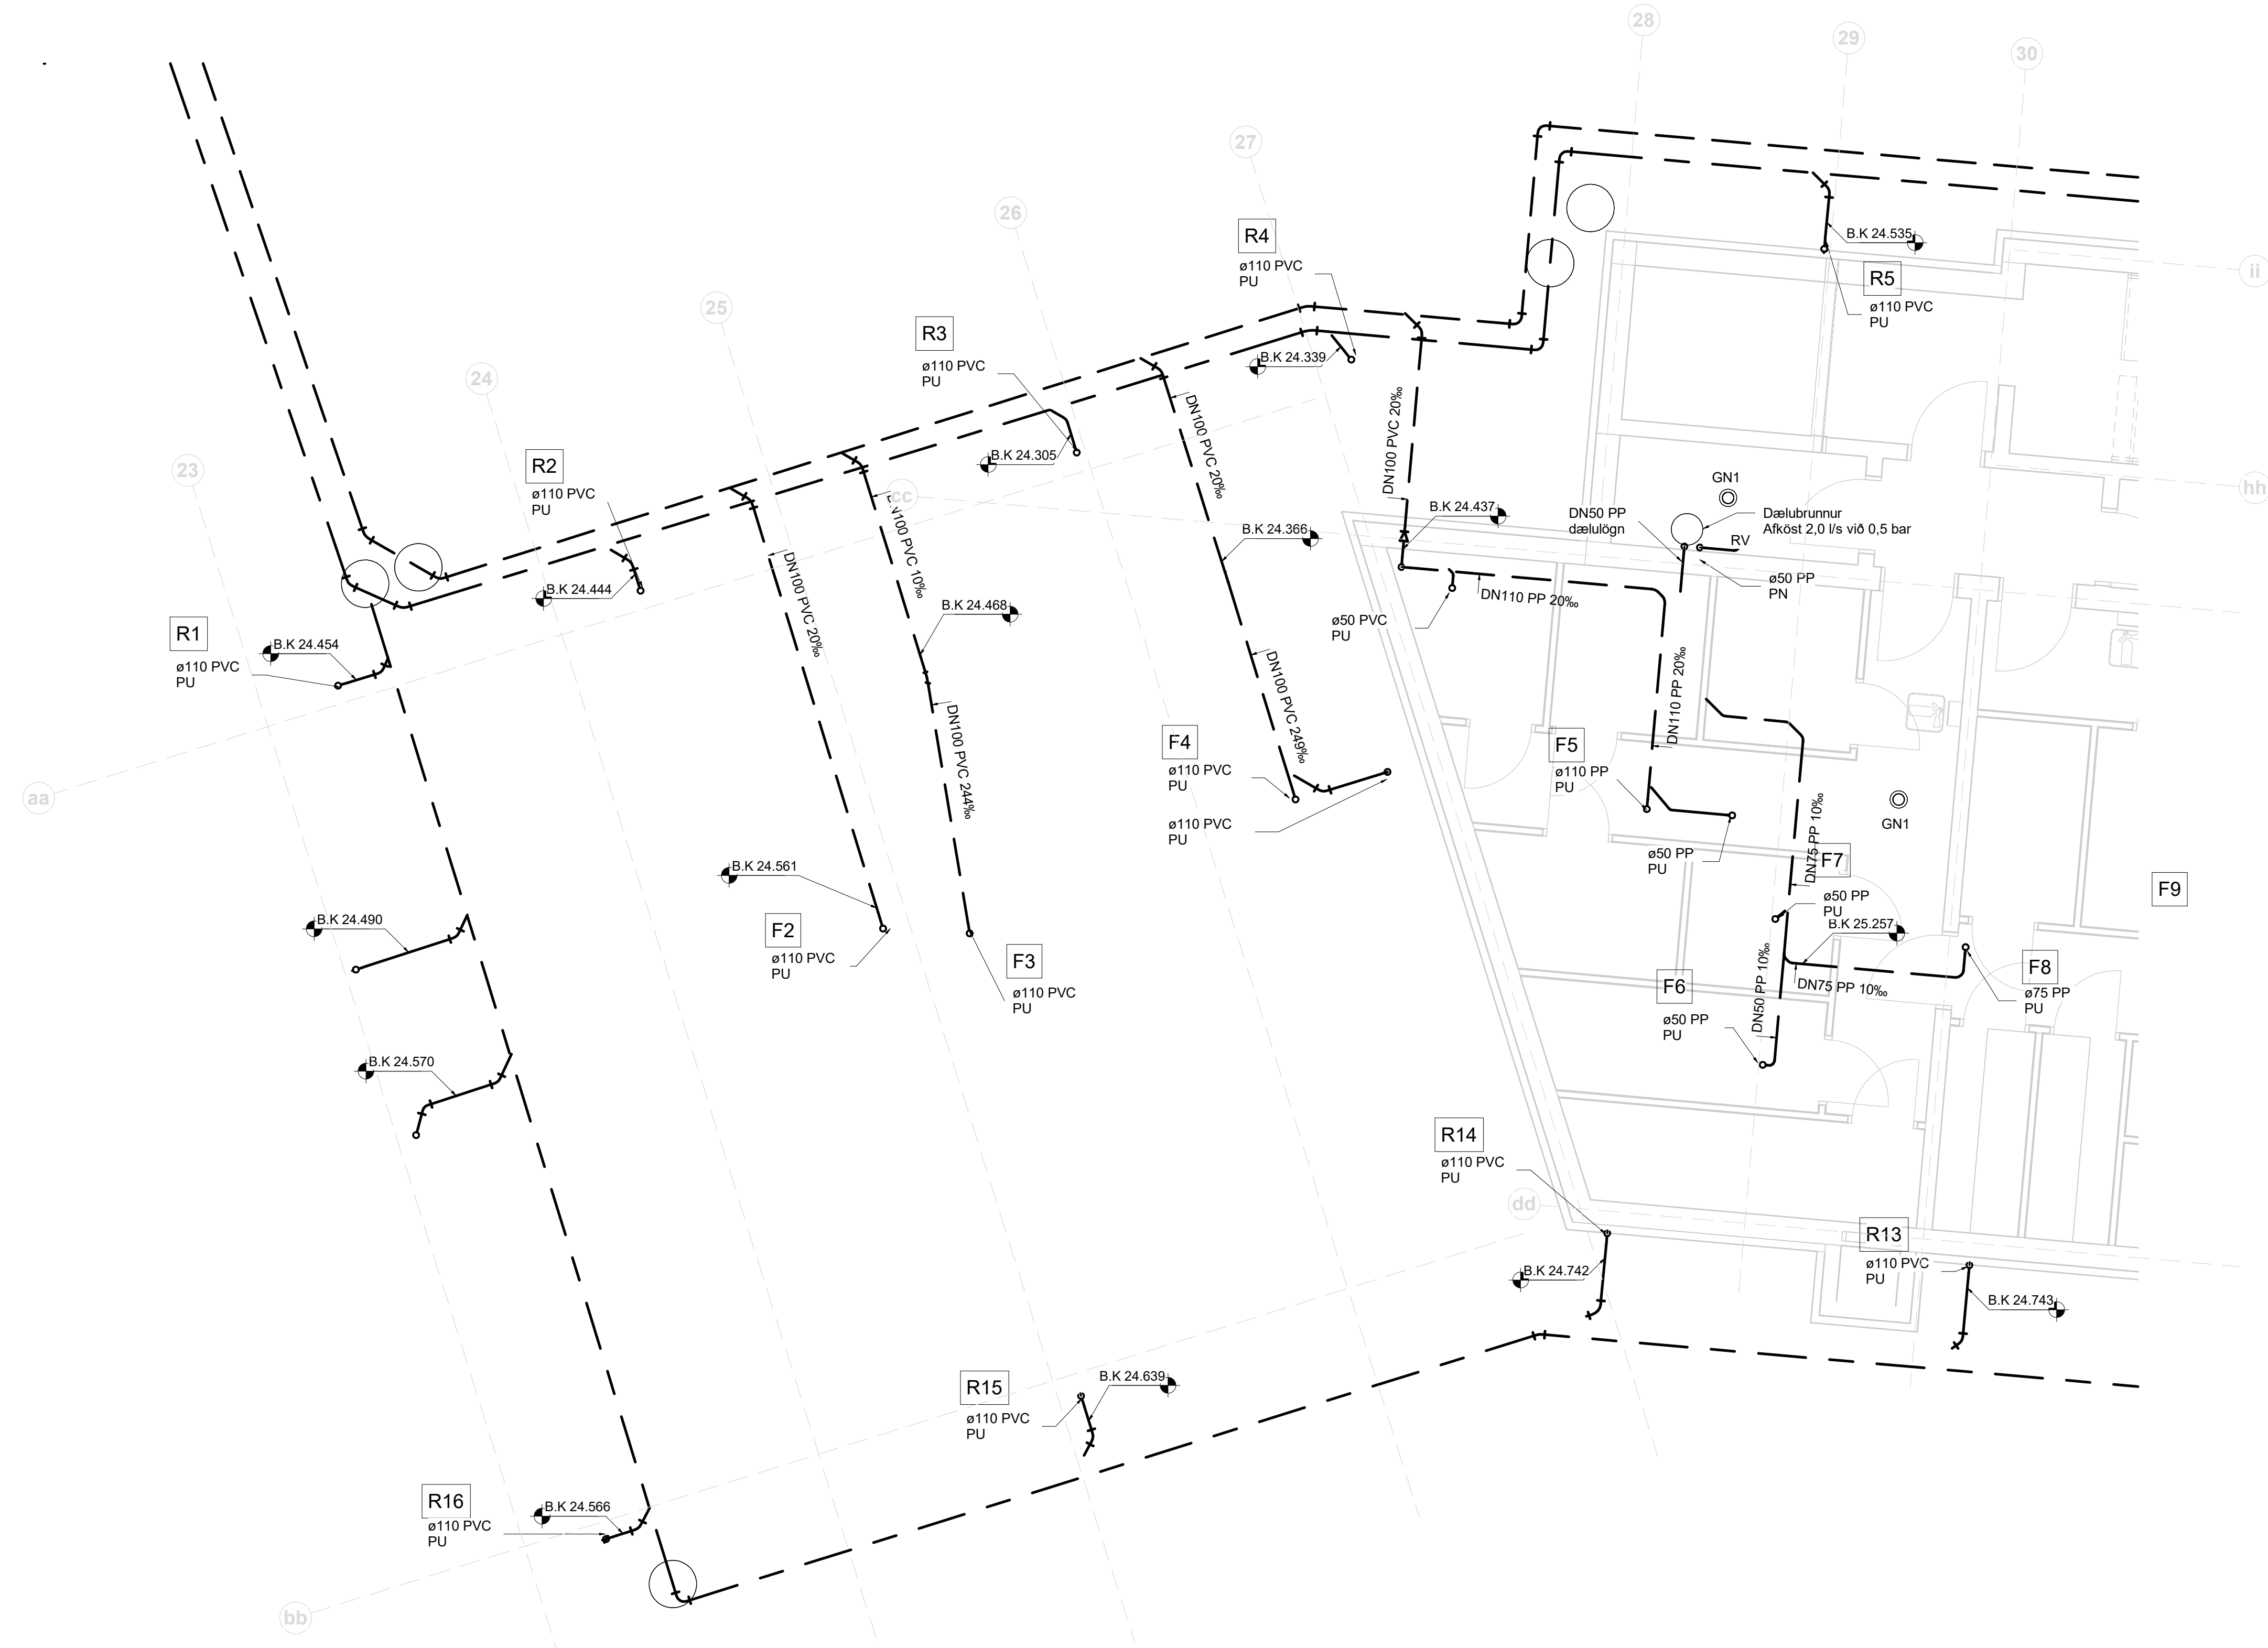 28
29
30
27
26
25
24
23
ii
hh
cc
aa
bb
dd
R4
ø110 PVC
PU
B.K 24.339
B.K 24.535
R5
ø110 PVC
PU
R3
ø110 PVC
PU
B.K 24.305
R2
ø110 PVC
PU
B.K 24.444
R1
ø110 PVC
PU
B.K 24.454
DN100 PVC 20‰
DN100 PVC 10‰
B.K 24.468
DN100 PVC 244‰
DN100 PVC 20‰
B.K 24.366
DN100 PVC 249‰
DN100 PVC 20‰
B.K 24.437
GN1
DN50 PP
dælulögn
Dælubrunnur
Afköst 2,0 l/s við 0,5 bar
RV
ø50 PP
PN
DN110 PP 20‰
ø50 PVC
PU
DN110 PP 20‰
F4
ø110 PVC
PU
ø110 PVC
PU
F5
ø110 PP
PU
ø50 PP
PU
GN1
DN75 PP 10‰
F7
ø50 PP
PU
B.K 25.257
F9
B.K 24.561
F2
ø110 PVC
PU
F3
ø110 PVC
PU
B.K 24.490
B.K 24.570
DN50 PP 10‰
DN75 PP 10‰
F6
ø50 PP
PU
F8
ø75 PP
PU
R14
ø110 PVC
PU
B.K 24.742
R13
ø110 PVC
PU
B.K 24.743
R15
ø110 PVC
PU
B.K 24.639
R16
ø110 PVC
PU
B.K 24.566